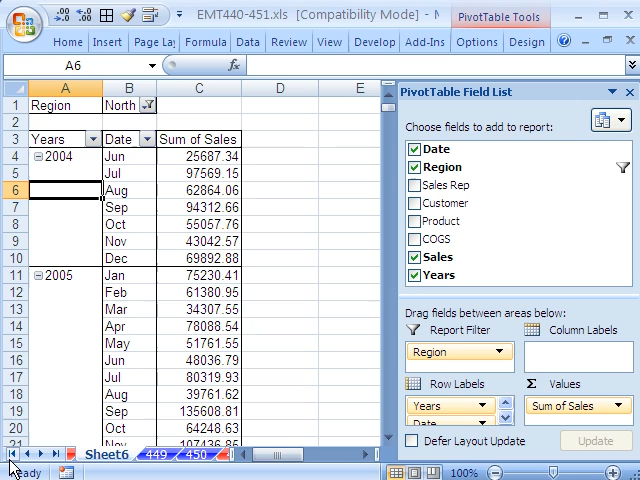 EMT440-451.xls [Compatibility Mode] - M
PivotTable Tools
Home Insert Page La Formula Data Review View Develop Add-Ins Options Design
A6 fx
A B C D E
1 Region North
2
3 Years Date Sum of Sales
4 2004 Jun 25687.34
5 Jul 97569.15
6 Aug 62864.06
7 Sep 94312.66
8 Oct 55057.76
9 Nov 43042.57
10 Dec 69892.88
11 2005 Jan 75230.41
12 Feb 61380.95
13 Mar 34307.55
14 Apr 78088.54
15 May 51761.55
16 Jun 48036.79
17 Jul 80319.93
18 Aug 39761.62
19 Sep 135608.81
20 Oct 64248.63
21 Nov 107436.85
Sheet6 449 450
Ready
PivotTable Field List
Choose fields to add to report:
Date
Region
Sales Rep
Customer
Product
COGS
Sales
Years
Drag fields between areas below:
Report Filter Column Labels
Region
Row Labels Σ Values
Years Sum of Sales
Date
Defer Layout Update Update
100%